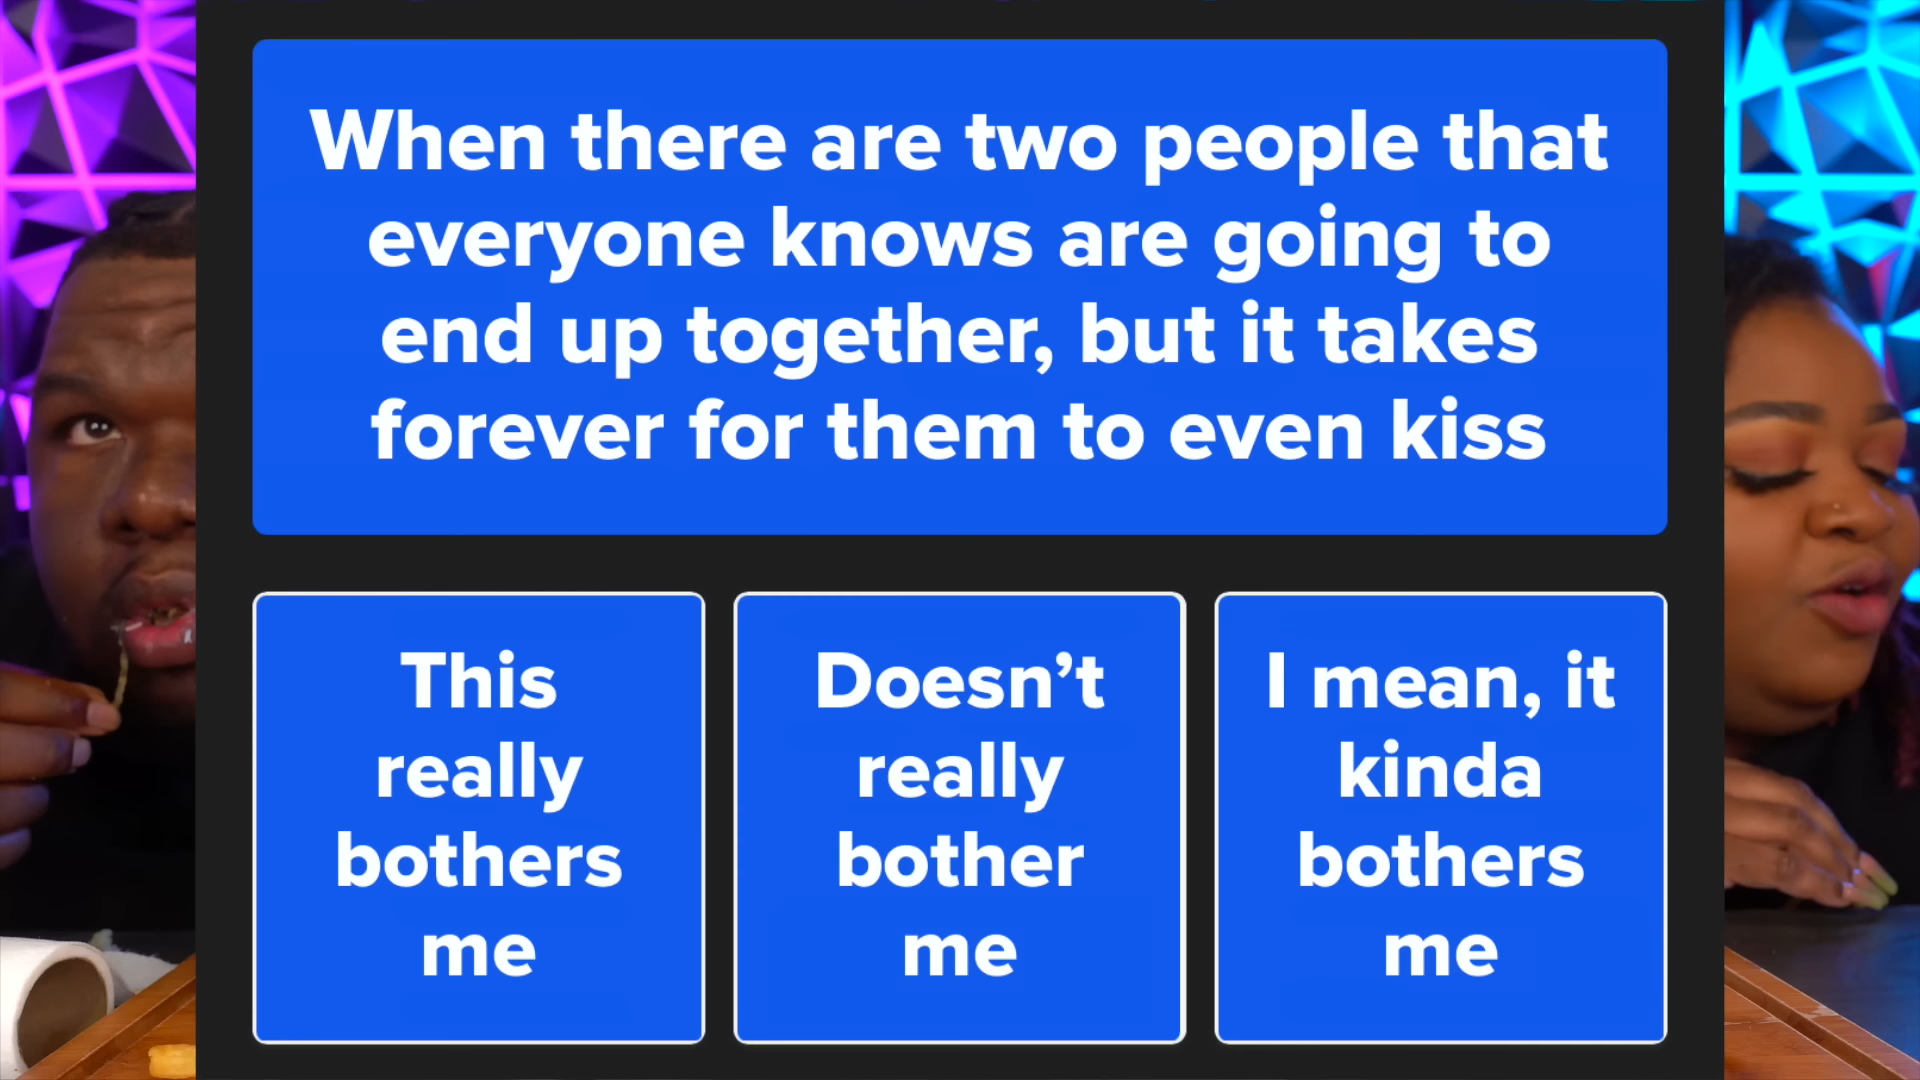 When there are two people that
everyone knows are going to
end up together, but it takes
forever for them to even kiss
This
really
bothers
me
Doesn’t
really
bother
me
I mean, it
kinda
bothers
me